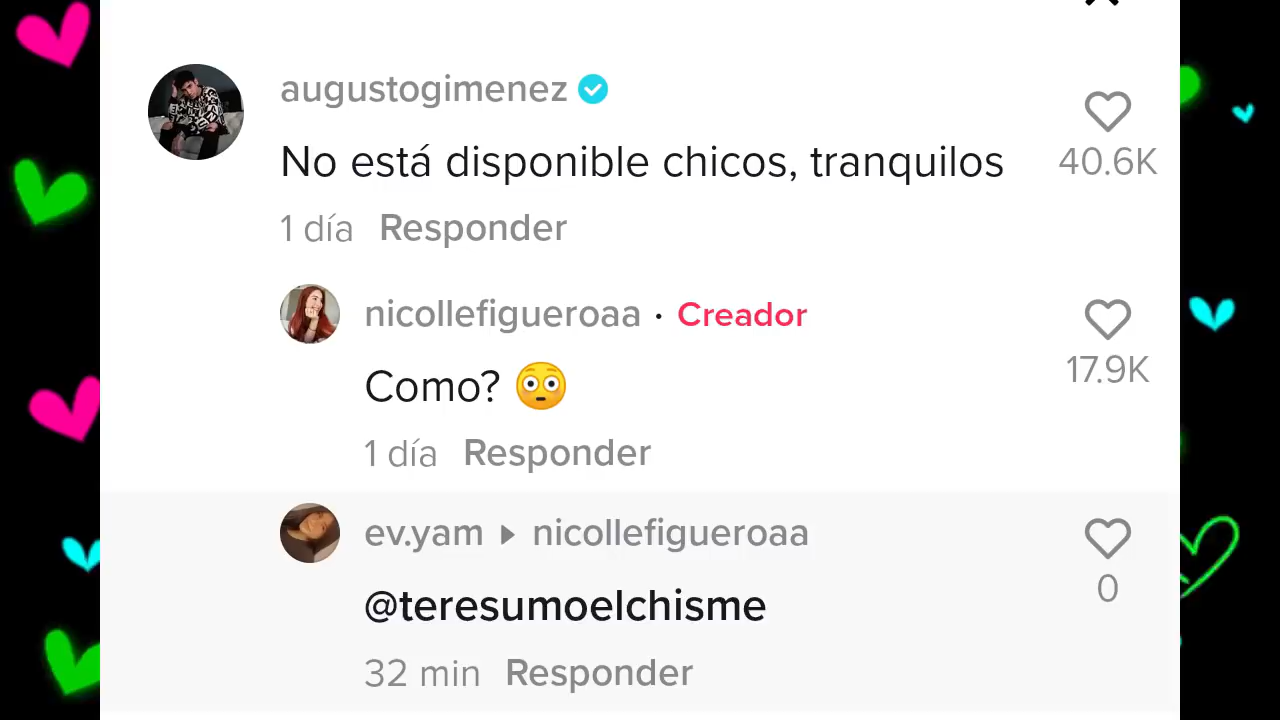 augustogimenez
No está disponible chicos, tranquilos
40.6K
1 día Responder
nicollefigueroaa · Creador
Como? 😳
17.9K
1 día Responder
ev.yam ▶ nicollefigueroaa
0
@teresumoelchisme
32 min Responder